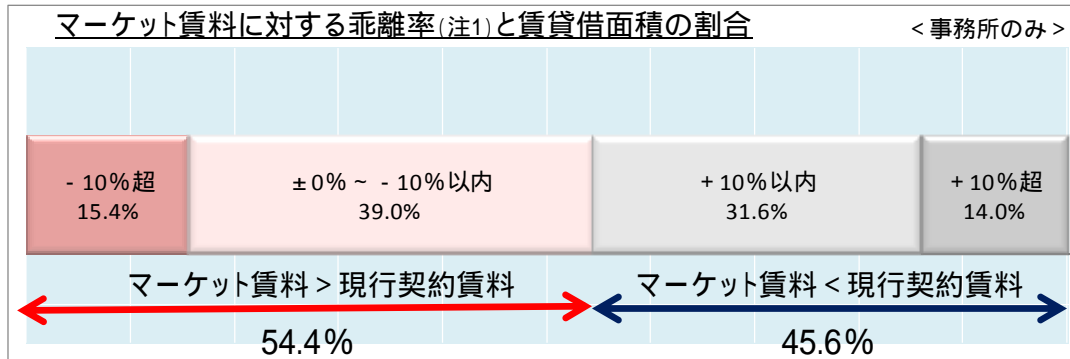 マーケット賃料に対する乖離率(注1)と賃貸借面積の割合
<事務所のみ>
- 10%超
15.4%
±0% ~ - 10%以内
39.0%
+ 10%以内
31.6%
+ 10%超
14.0%
マーケット賃料 > 現行契約賃料
マーケット賃料 < 現行契約賃料
54.4%
45.6%